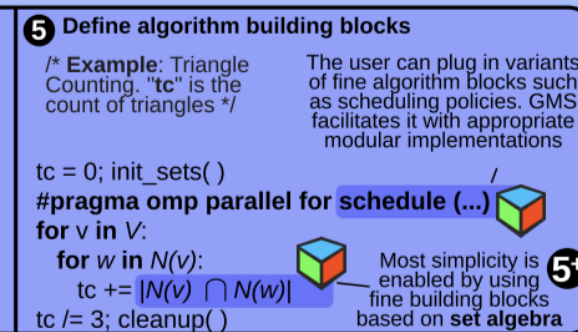 5 Define algorithm building blocks
/* Example: Triangle
Counting. "tc" is the
count of triangles */
The user can plug in variants
of fine algorithm blocks such
as scheduling policies. GMS
facilitates it with appropriate
modular implementations
tc = 0; init_sets( )
#pragma omp parallel for schedule (...)
for v in V:
for w in N(v):
tc += |N(v) ∩ N(w)|
tc /= 3; cleanup( )
Most simplicity is
enabled by using
fine building blocks
based on set algebra
5+